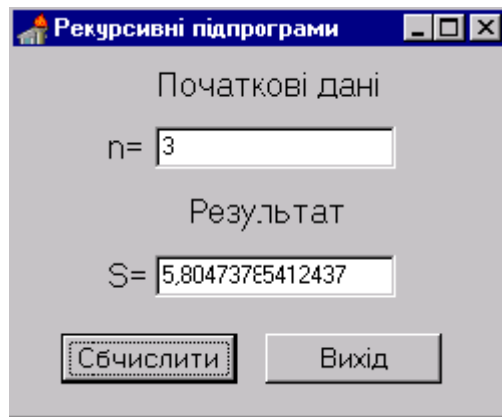 Рекурсивні підпрограми
Початкові дані
n= 3
Результат
S= 5,80473785412437
Сбчислити Вихід